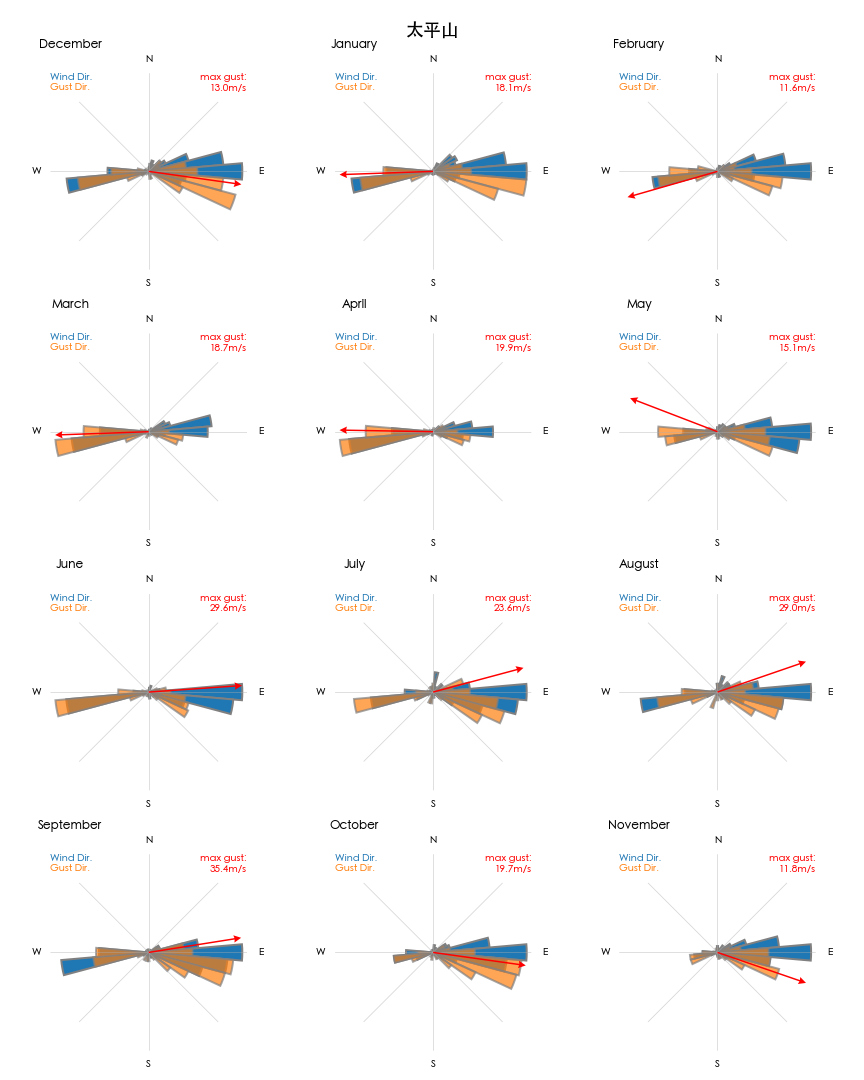 太平山
December
N
Wind Dir.
Gust Dir.
max gust:
13.0m/s
W
E
S
January
N
Wind Dir.
Gust Dir.
max gust:
18.1m/s
W
E
S
February
N
Wind Dir.
Gust Dir.
max gust:
11.6m/s
W
E
S
March
N
Wind Dir.
Gust Dir.
max gust:
18.7m/s
W
E
S
April
N
Wind Dir.
Gust Dir.
max gust:
19.9m/s
W
E
S
May
N
Wind Dir.
Gust Dir.
max gust:
15.1m/s
W
E
S
June
N
Wind Dir.
Gust Dir.
max gust:
29.6m/s
W
E
S
July
N
Wind Dir.
Gust Dir.
max gust:
23.6m/s
W
E
S
August
N
Wind Dir.
Gust Dir.
max gust:
29.0m/s
W
E
S
September
N
Wind Dir.
Gust Dir.
max gust:
35.4m/s
W
E
S
October
N
Wind Dir.
Gust Dir.
max gust:
19.7m/s
W
E
S
November
N
Wind Dir.
Gust Dir.
max gust:
11.8m/s
W
E
S